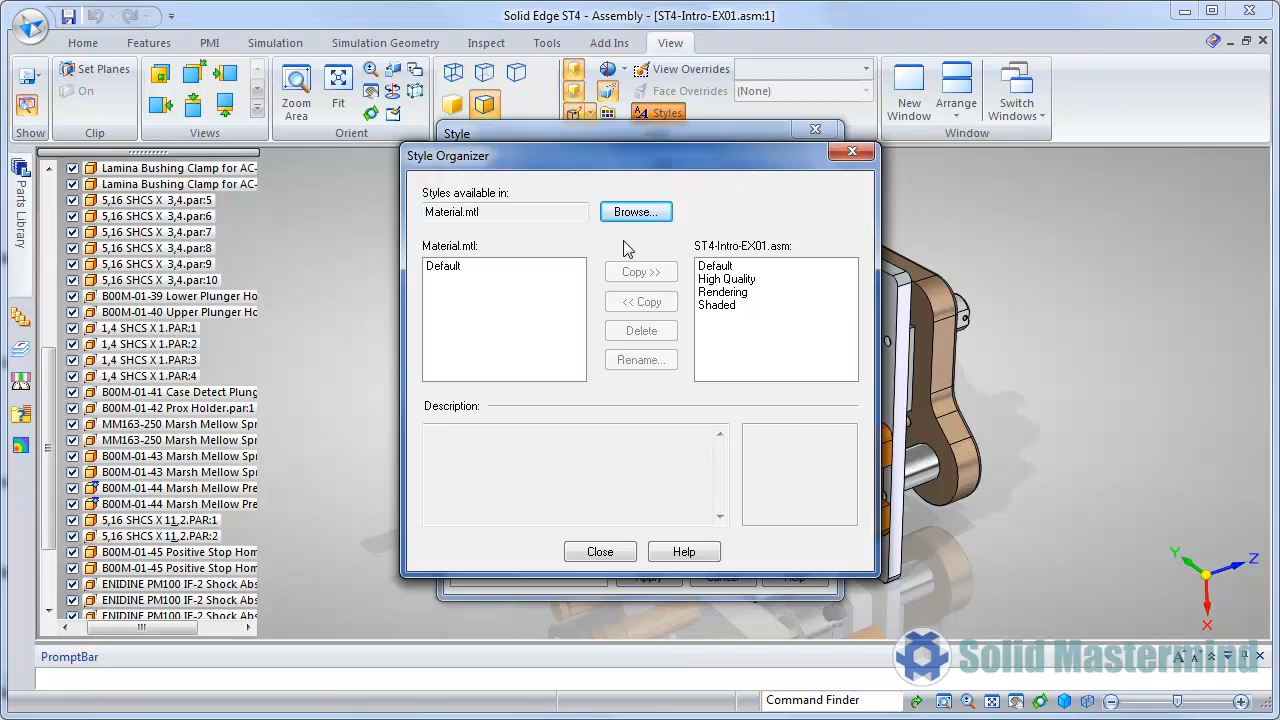 Solid Edge ST4 - Assembly - [ST4-Intro-EX01.asm:1]
Home Features PMI Simulation Simulation Geometry Inspect Tools Add Ins View
Set Planes
On
Zoom Area
Fit
View Overrides
Face Overrides (None)
Styles
New Window
Arrange
Switch Windows
Show Clip Views Orient Window
Parts Library
Lamina Bushing Clamp for AC-
Lamina Bushing Clamp for AC-
5,16 SHCS X 3,4.par:5
5,16 SHCS X 3,4.par:6
5,16 SHCS X 3,4.par:7
5,16 SHCS X 3,4.par:8
5,16 SHCS X 3,4.par:9
5,16 SHCS X 3,4.par:10
B00M-01-39 Lower Plunger Ho
B00M-01-40 Upper Plunger Ho
1,4 SHCS X 1.PAR:1
1,4 SHCS X 1.PAR:2
1,4 SHCS X 1.PAR:3
1,4 SHCS X 1.PAR:4
B00M-01-41 Case Detect Plung
B00M-01-42 Prox Holder.par:1
MM163-250 Marsh Mellow Spr
MM163-250 Marsh Mellow Spr
B00M-01-43 Marsh Mellow Spri
B00M-01-43 Marsh Mellow Spri
B00M-01-44 Marsh Mellow Pre
B00M-01-44 Marsh Mellow Pre
5,16 SHCS X 11,2.PAR:1
5,16 SHCS X 11,2.PAR:2
B00M-01-45 Positive Stop Hom
B00M-01-45 Positive Stop Hom
ENIDINE PM100 IF-2 Shock Abs
ENIDINE PM100 IF-2 Shock Abs
Style
Style Organizer
Styles available in:
Material.mtl Browse...
Material.mtl: ST4-Intro-EX01.asm:
Default
Copy >>
<< Copy
Delete
Rename...
Default
High Quality
Rendering
Shaded
Description:
Close Help
Apply Cancel Help
Y Z
X
PromptBar
Solid Mastermind
Command Finder